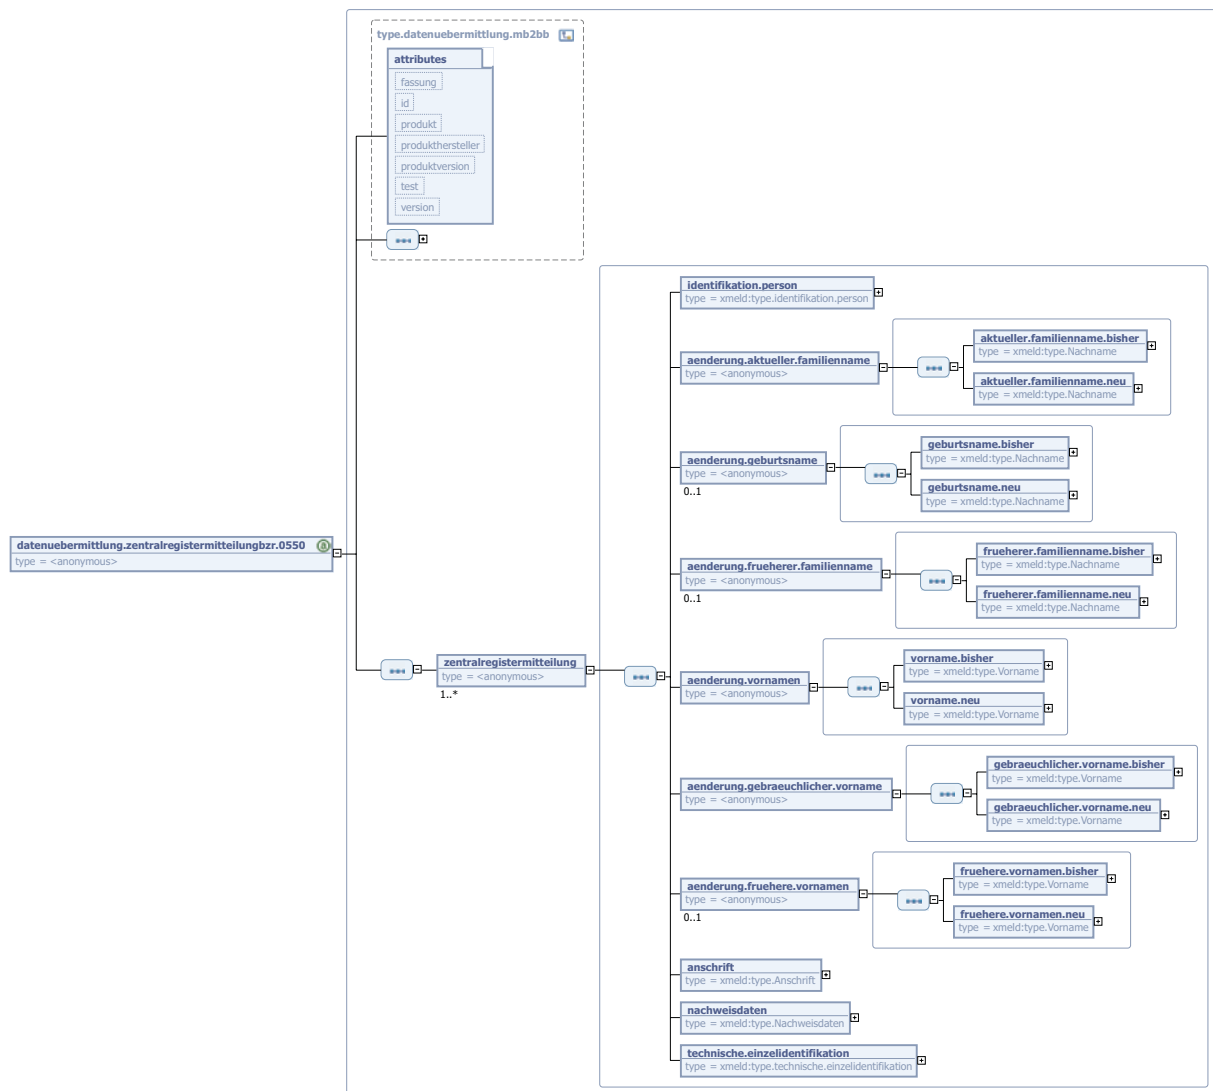 type.datenuebermittlung.mb2bb
attributes
fassung
id
produkt
produkthersteller
produktversion
test
version
identifikation.person
type = xmeld:type.identifikation.person
aenderung.aktueller.familienname
type = <anonymous>
aktueller.familienname.bisher
type = xmeld:type.Nachname
aktueller.familienname.neu
type = xmeld:type.Nachname
aenderung.geburtsname
type = <anonymous>
0..1
geburtsname.bisher
type = xmeld:type.Nachname
geburtsname.neu
type = xmeld:type.Nachname
datenuebermittlung.zentralregistermitteilungbzr.0550
type = <anonymous>
aenderung.frueherer.familienname
type = <anonymous>
0..1
frueherer.familienname.bisher
type = xmeld:type.Nachname
frueherer.familienname.neu
type = xmeld:type.Nachname
zentralregistermitteilung
type = <anonymous>
1..*
aenderung.vornamen
type = <anonymous>
vorname.bisher
type = xmeld:type.Vorname
vorname.neu
type = xmeld:type.Vorname
aenderung.gebraeuchlicher.vorname
type = <anonymous>
gebraeuchlicher.vorname.bisher
type = xmeld:type.Vorname
gebraeuchlicher.vorname.neu
type = xmeld:type.Vorname
aenderung.fruehere.vornamen
type = <anonymous>
0..1
fruehere.vornamen.bisher
type = xmeld:type.Vorname
fruehere.vornamen.neu
type = xmeld:type.Vorname
anschrift
type = xmeld:type.Anschrift
nachweisdaten
type = xmeld:type.Nachweisdaten
technische.einzelidentifikation
type = xmeld:type.technische.einzelidentifikation